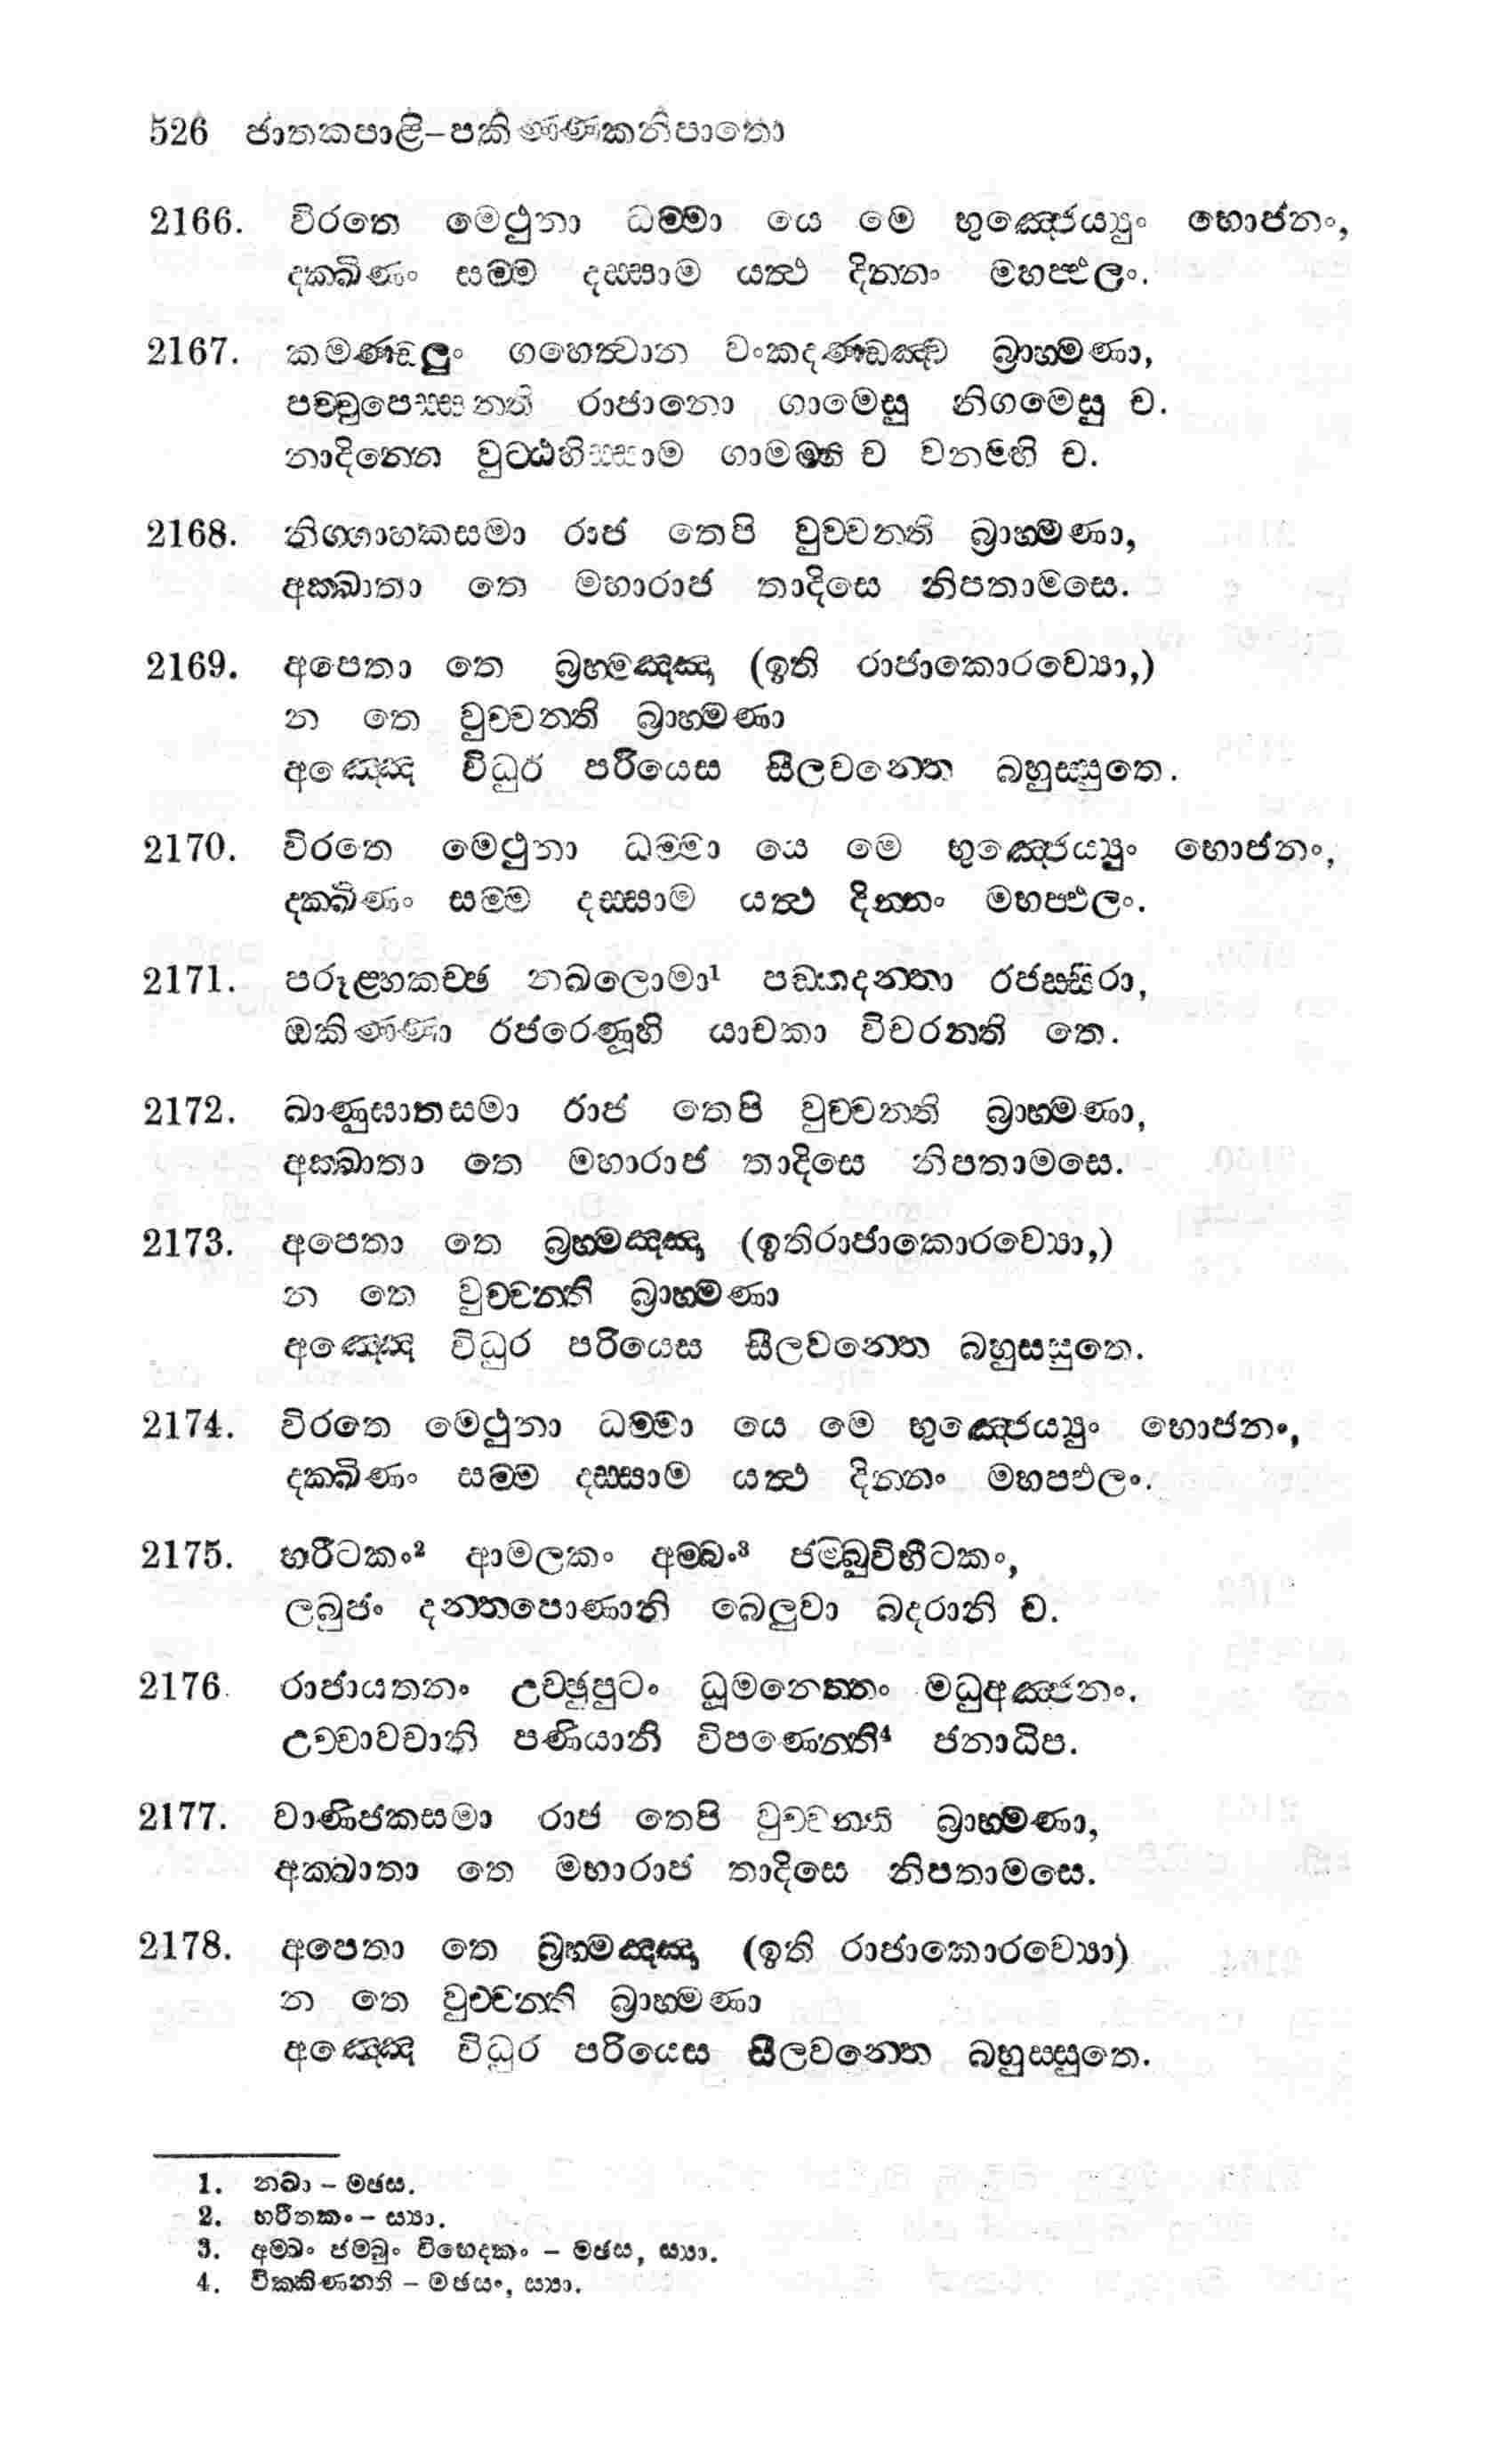 526 ජාතකපාළි–පකිණ්ණකනිපාතො
2166. විරතෙ මෙථුනා ධම්මා යෙ මෙ භුඤ්ජෙය්‍යුං භොජනං,
දක්ඛිණං සම්ම දස්සාම යත්‍ථ දින්නං මහප්ඵලං.
2167. කමණ්ඩලුං ගහෙත්‍වාන වංකදණ්ඩඤ්ච බ්‍රාහ්මණා,
පච්චුපෙස්සන්ති රාජානො ගාමෙසු නිගමෙසු ච.
නාදින්නෙන වුට්ඨහිස්සාම ගාමම්හි ච වනම්හි ච.
2168. නිග්ගාහකසමා රාජ තෙපි වුච්චන්ති බ්‍රාහ්මණා,
අක්ඛාතා තෙ මහාරාජ තාදිසෙ නිපතාමසෙ.
2169. අපෙතා තෙ බ්‍රහ්මඤ්ඤා (ඉති රාජාකොරව්‍යො,)
න තෙ වුච්චන්ති බ්‍රාහ්මණා
අඤ්ඤෙ විධුර පරියෙස සීලවන්තෙ බහුස්සුතෙ.
2170. විරතෙ මෙථුනා ධම්මා යෙ මෙ භුඤ්ජෙය්‍යුං භොජනං,
දක්ඛිණං සම්ම දස්සාම යත්‍ථ දින්නං මහප්ඵලං.
2171. පරූළ්හකච්ඡ නඛලොමා¹ පඞ්කදන්තා රජස්සිරා,
ඔකිණ්ණා රජරෙණූහි යාචකා විචරන්ති තෙ.
2172. ඛාණුඝාතසමා රාජ තෙපි වුච්චන්ති බ්‍රාහ්මණා,
අක්ඛාතා තෙ මහාරාජ තාදිසෙ නිපතාමසෙ.
2173. අපෙතා තෙ බ්‍රහ්මඤ්ඤා (ඉතිරාජාකොරව්‍යො,)
න තෙ වුච්චන්ති බ්‍රාහ්මණා
අඤ්ඤෙ විධුර පරියෙස සීලවන්තෙ බහුස්සුතෙ.
2174. විරතෙ මෙථුනා ධම්මා යෙ මෙ භුඤ්ජෙය්‍යුං භොජනං,
දක්ඛිණං සම්ම දස්සාම යත්‍ථ දින්නං මහප්ඵලං.
2175. හරීටකං² ආමලකං අම්බං³ ජම්බුවිභීටකං,
ලබුජං දන්තපොණානි බෙලුවා බදරානි ච.
2176. රාජායතනං උච්ඡුපුටං ධූමනෙත්තං මධුඅඤ්ජනං.
උච්චාවචානි පණියානි විපණෙන්ති⁴ ජනාධිප.
2177. වාණිජකසමා රාජ තෙපි වුච්චන්ති බ්‍රාහ්මණා,
අක්ඛාතා තෙ මහාරාජ තාදිසෙ නිපතාමසෙ.
2178. අපෙතා තෙ බ්‍රහ්මඤ්ඤා (ඉති රාජාකොරව්‍යො)
න තෙ වුච්චන්ති බ්‍රාහ්මණා
අඤ්ඤෙ විධුර පරියෙස සීලවන්තෙ බහුස්සුතෙ.
1. නඛා – මඡසං.
2. හරීතකං – ස්‍යා.
3. අම්බං ජම්බුං විභෙදකං – මඡස, ස්‍යා.
4. වික්කිණන්ති – මඡසං, ස්‍යා.